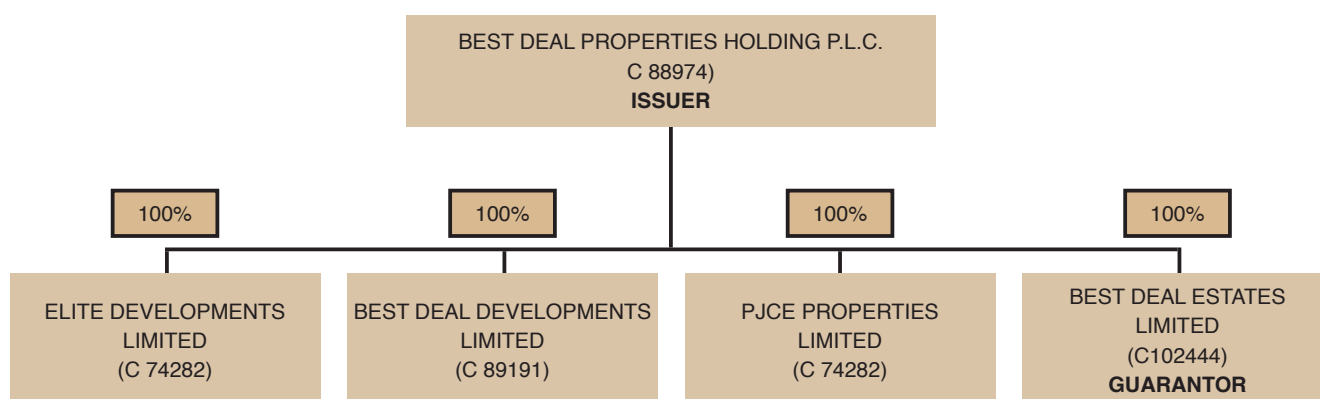 BEST DEAL PROPERTIES HOLDING P.L.C.
C 88974)
ISSUER
100%
100%
100%
100%
ELITE DEVELOPMENTS
LIMITED
(C 74282)
BEST DEAL DEVELOPMENTS
LIMITED
(C 89191)
PJCE PROPERTIES
LIMITED
(C 74282)
BEST DEAL ESTATES
LIMITED
(C102444)
GUARANTOR